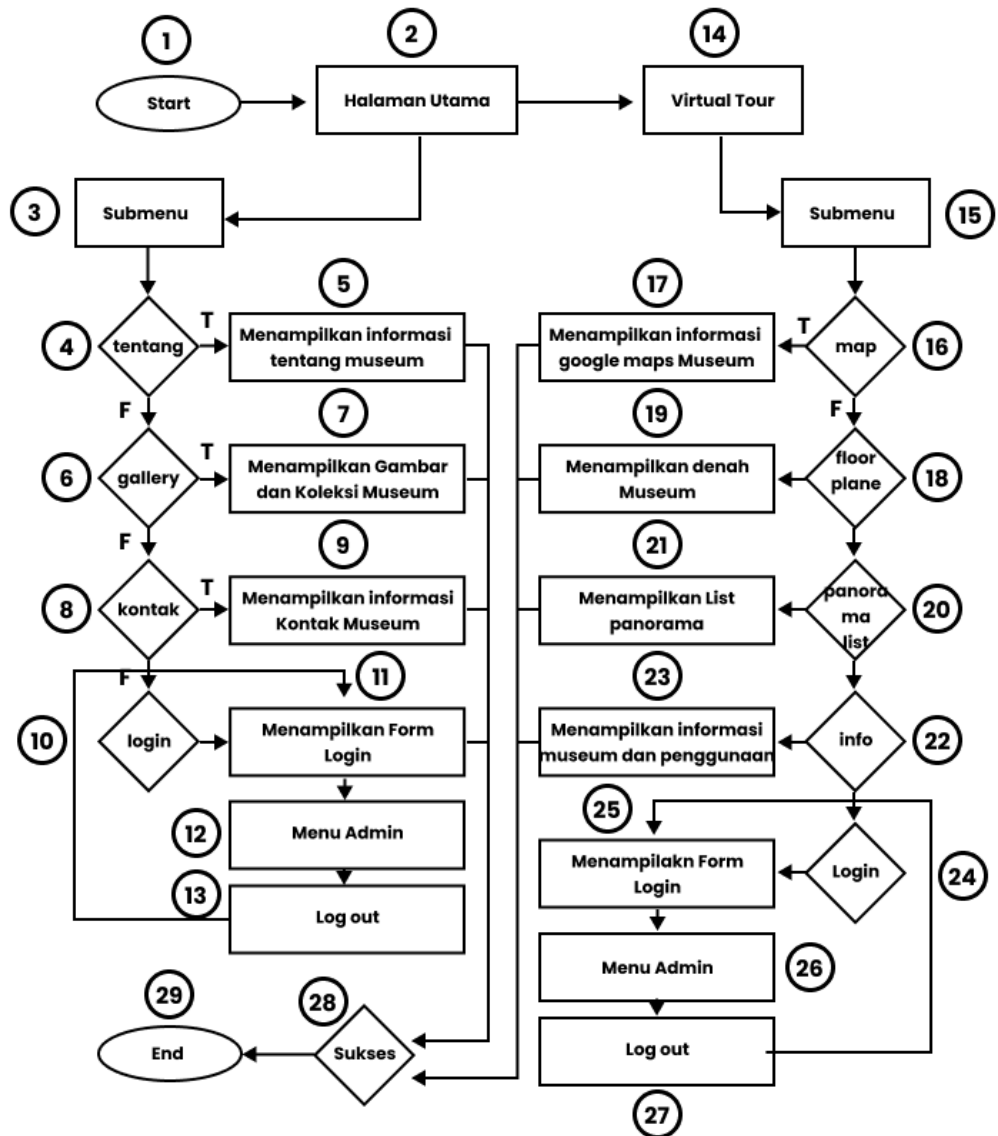 1
2
14
Start
Halaman Utama
Virtual Tour
3
Submenu
Submenu
15
5
17
4
tentang
T
Menampilkan informasi
tentang museum
Menampilkan informasi
google maps Museum
T
map
16
F
7
19
F
6
gallery
T
Menampilkan Gambar
dan Koleksi Museum
Menampilkan denah
Museum
floor
plane
18
F
9
21
8
kontak
T
Menampilkan informasi
Kontak Museum
Menampilkan List
panorama
panora
ma
list
20
F
11
23
10
login
Menampilkan Form
Login
Menampilkan informasi
museum dan penggunaan
info
22
12
Menu Admin
25
Menampilakn Form
Login
Login
24
13
Log out
Menu Admin
26
29
28
End
Sukses
Log out
27